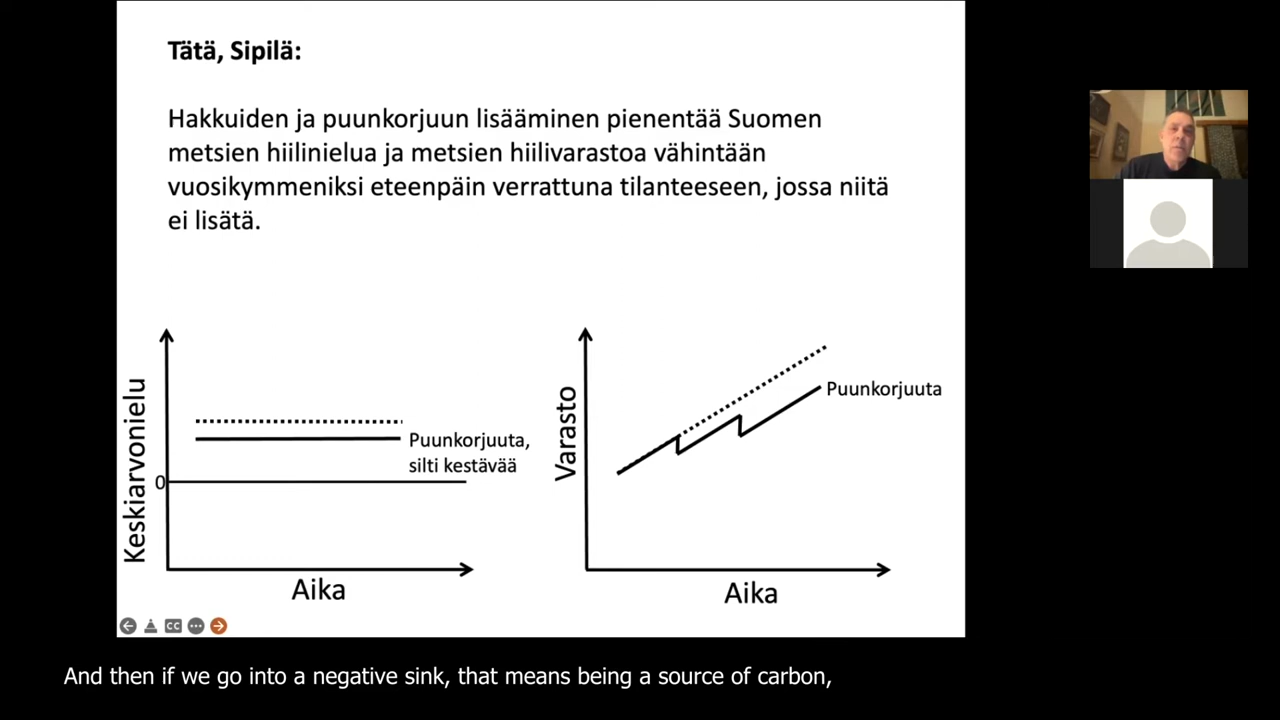 Tätä, Sipilä:
Hakkuiden ja puunkorjuun lisääminen pienentää Suomen
metsien hiilinielua ja metsien hiilivarastoa vähintään
vuosikymmeniksi eteenpäin verrattuna tilanteeseen, jossa niitä
ei lisätä.
Keskiarvonielu
0
Puunkorjuuta,
silti kestävää
Aika
Varasto
Puunkorjuuta
Aika
CC
And then if we go into a negative sink, that means being a source of carbon,